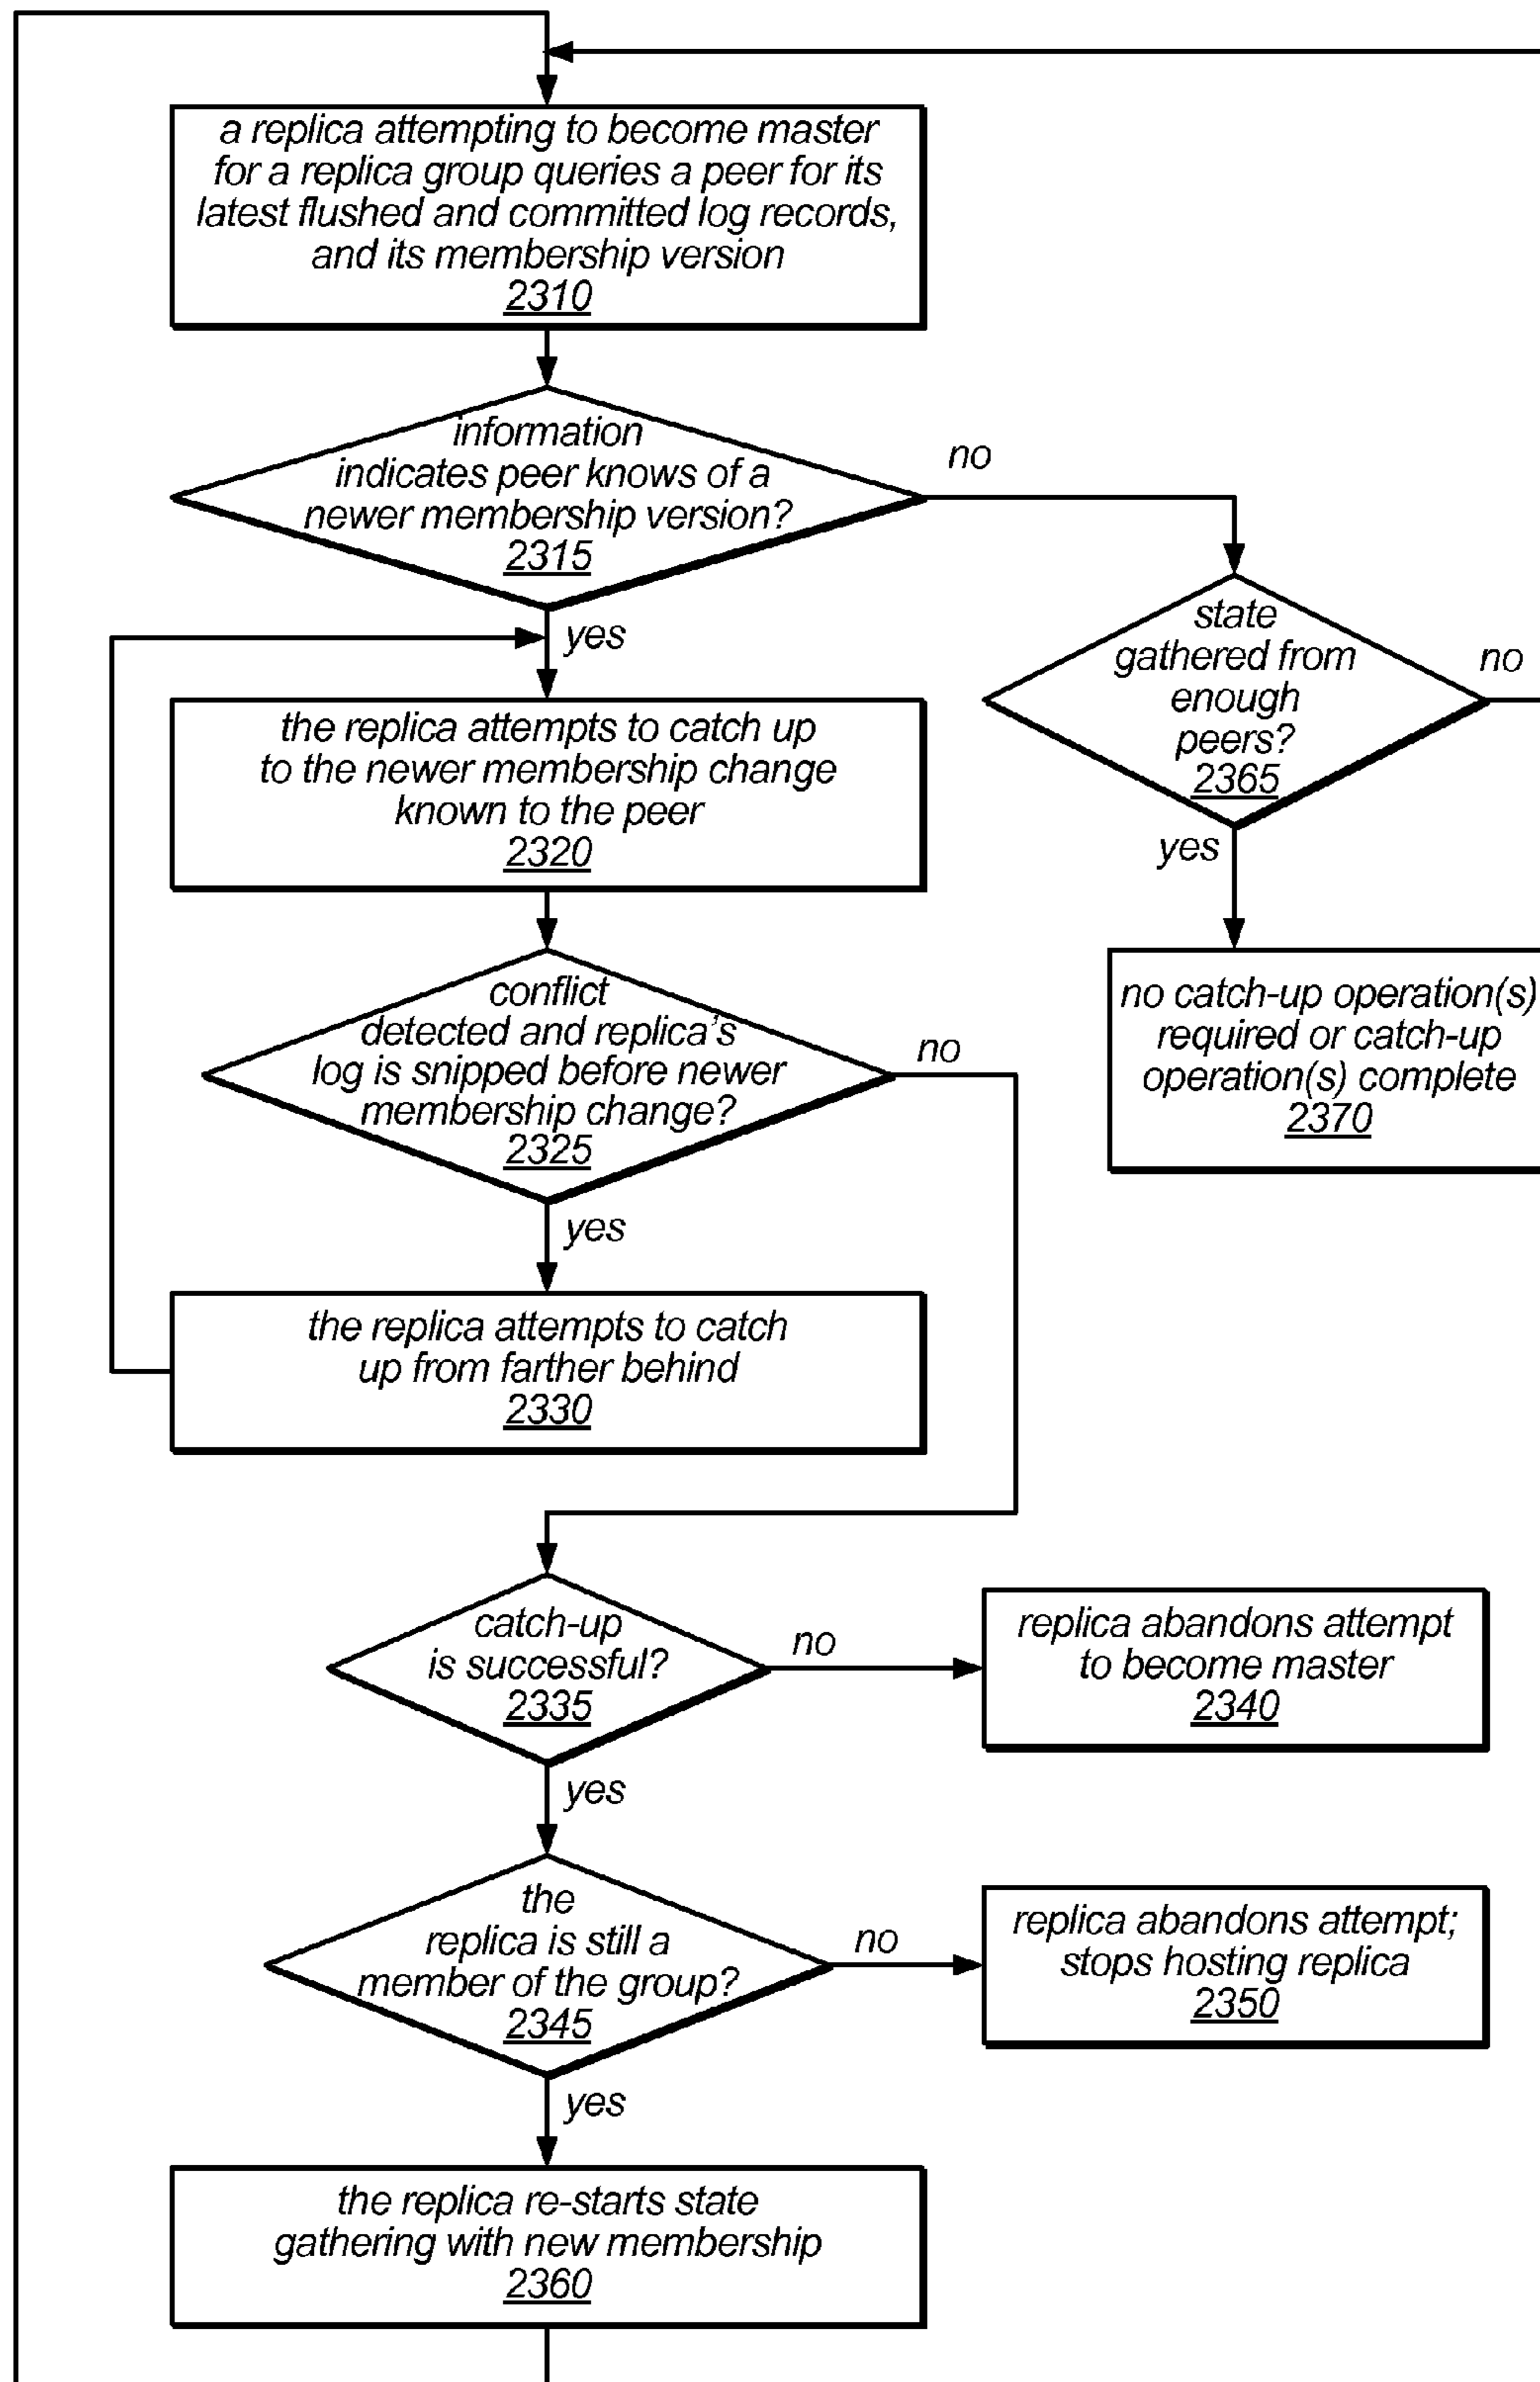 a replica attempting to become master
for a replica group queries a peer for its
latest flushed and committed log records,
and its membership version
2310
information
indicates peer knows of a
newer membership version?
2315
no
yes
state
gathered from
enough
peers?
2365
no
yes
the replica attempts to catch up
to the newer membership change
known to the peer
2320
no catch-up operation(s)
required or catch-up
operation(s) complete
2370
conflict
detected and replica's
log is snipped before newer
membership change?
2325
no
yes
the replica attempts to catch
up from farther behind
2330
catch-up
is successful?
2335
no
replica abandons attempt
to become master
2340
yes
the
replica is still a
member of the group?
2345
no
replica abandons attempt;
stops hosting replica
2350
yes
the replica re-starts state
gathering with new membership
2360